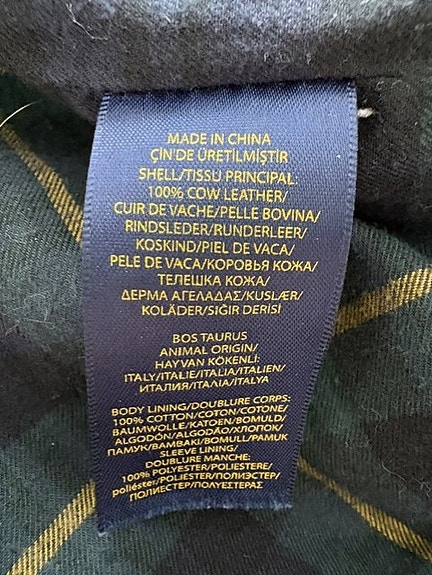 MADE IN CHINA
ÇİN'DE ÜRETİLMİŞTİR
SHELL/TISSU PRINCIPAL:
100% COW LEATHER/
CUIR DE VACHE/PELLE BOVINA/
RINDSLEDER/RUNDERLEER/
KOSKIND/PIEL DE VACA/
PELE DE VACA/КОРОВЬЯ КОЖА/
ТЕЛЕШКА КОЖА/
ΔΕΡΜΑ ΑΓΕΛΑΔΑΣ/KUSLÆR/
KOLÄDER/SIĞIR DERİSİ
BOS TAURUS
ANIMAL ORIGIN/
HAYVAN KÖKENLİ:
ITALY/ITALIE/ITALIA/ITALIEN/
ИТАЛИЯ/ΙΤΑΛΙΑ/İTALYA
BODY LINING/DOUBLURE CORPS:
100% COTTON/COTON/COTONE/
BAUMWOLLE/KATOEN/BOMULD/
ALGODÓN/ALGODÃO/ХЛОПОК/
ПАМУК/ΒΑΜΒΑΚΙ/BOMULL/PAMUK
SLEEVE LINING/
DOUBLURE MANCHE:
100% POLYESTER/POLIESTERE/
poliéster/POLIÉSTER/ПОЛИЭСТЕР/
ПОЛИЕСТЕР/ΠΟΛΥΕΣΤΕΡΑΣ